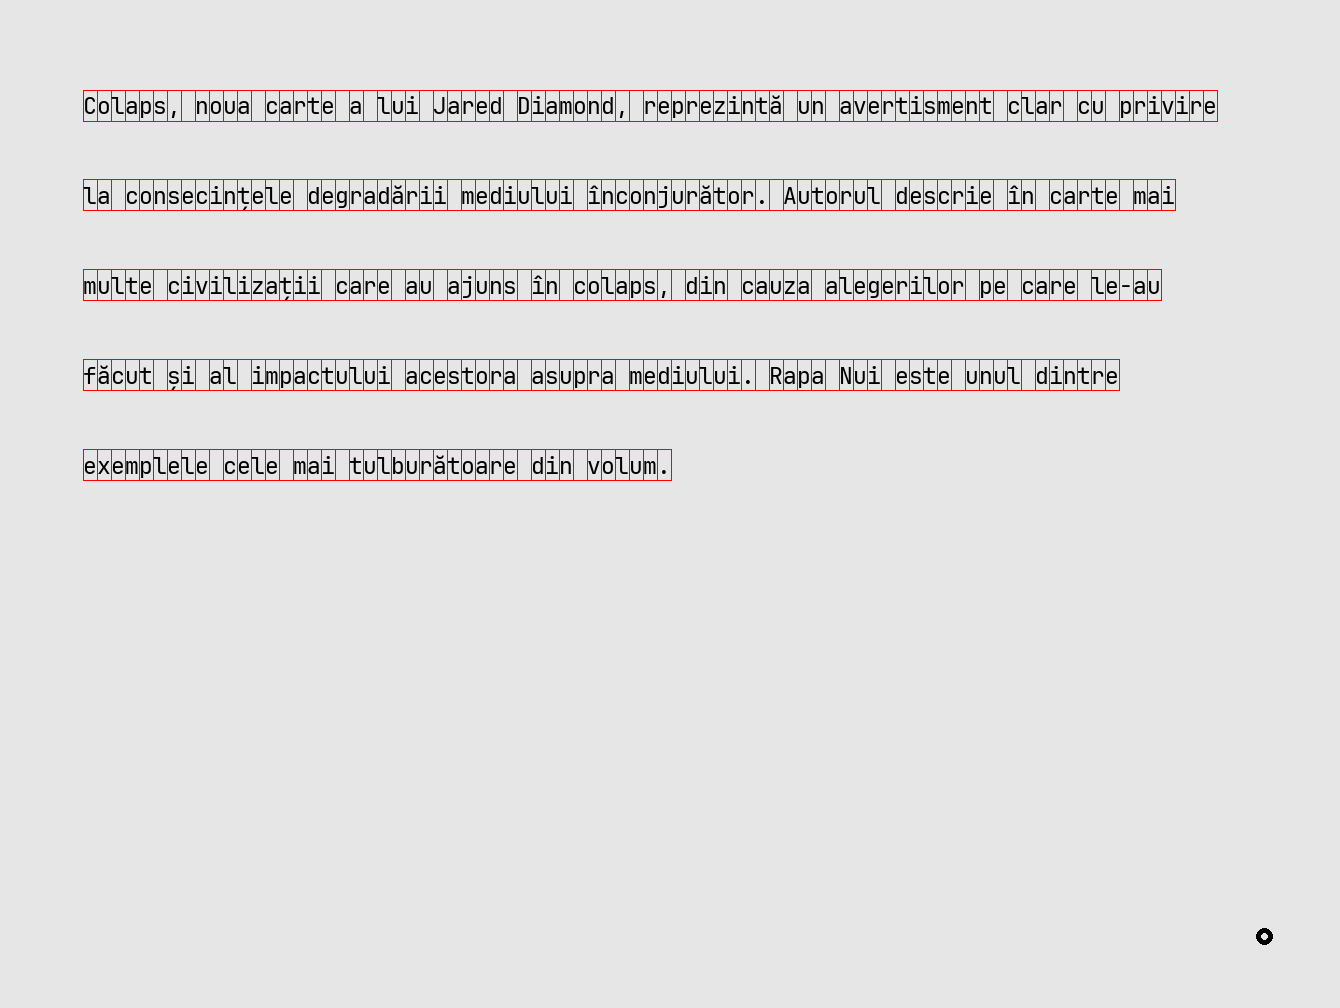 Colaps, noua carte a lui Jared Diamond, reprezintă un avertisment clar cu privire
la consecințele degradării mediului înconjurător. Autorul descrie în carte mai
multe civilizații care au ajuns în colaps, din cauza alegerilor pe care le-au
făcut și al impactului acestora asupra mediului. Rapa Nui este unul dintre
exemplele cele mai tulburătoare din volum.